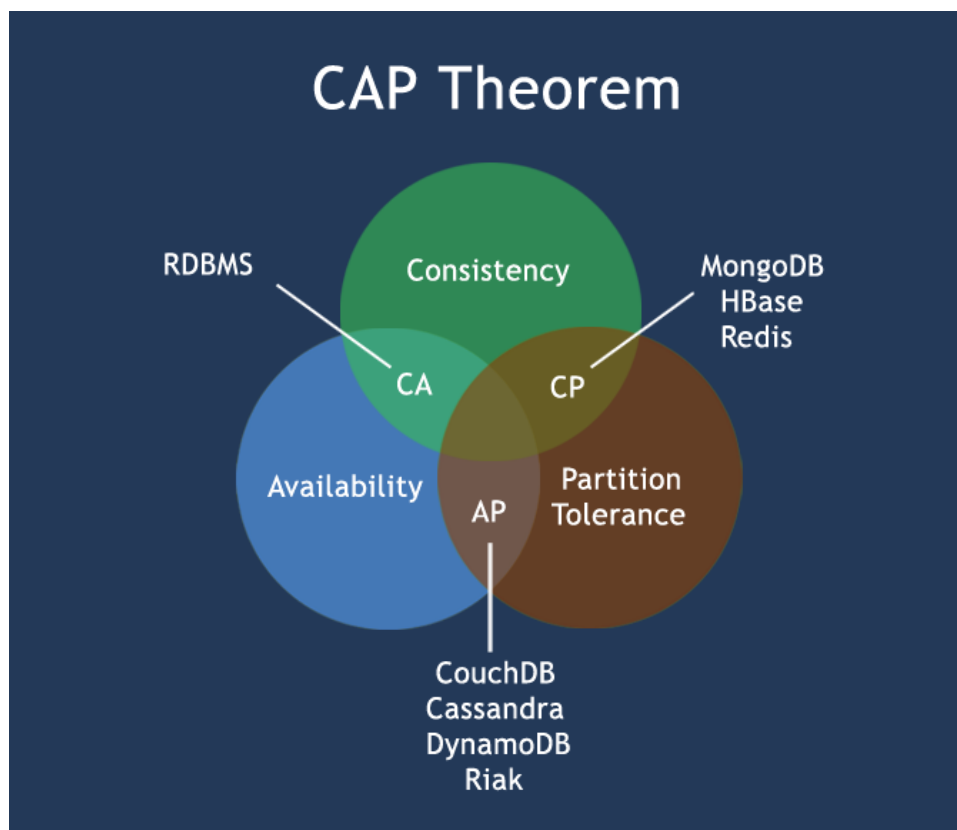 CAP Theorem
RDBMS
Consistency
MongoDB
HBase
Redis
CA
CP
Availability
Partition
Tolerance
AP
CouchDB
Cassandra
DynamoDB
Riak